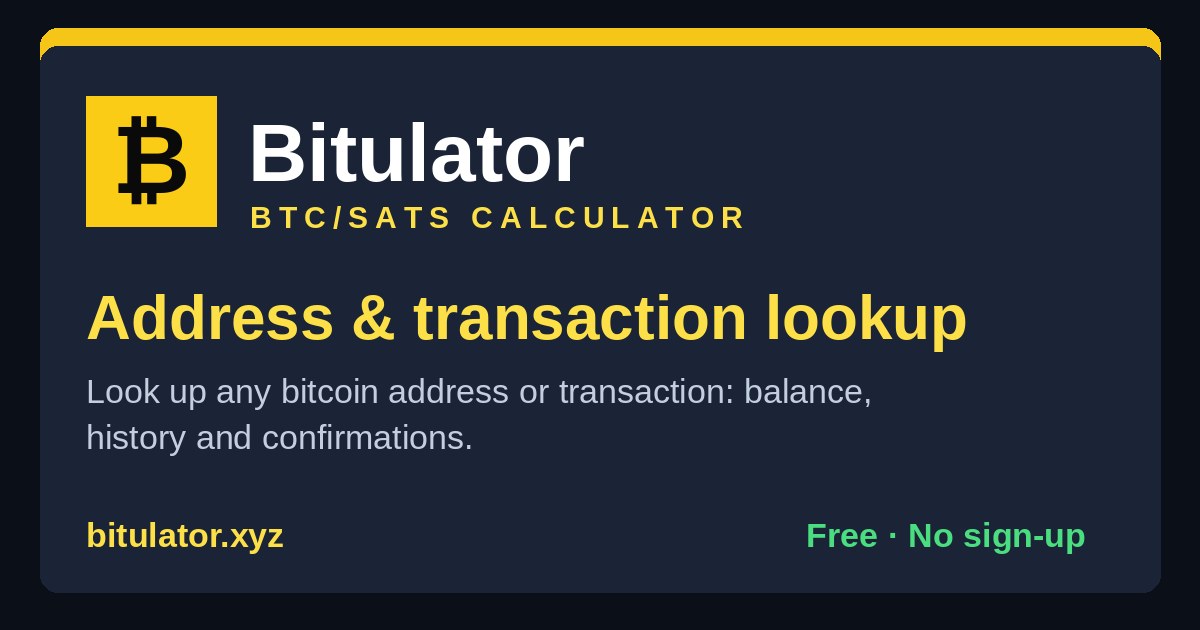 ₿ Bitulator
BTC/SATS CALCULATOR
Address & transaction lookup
Look up any bitcoin address or transaction: balance,
history and confirmations.
bitulator.xyz
Free · No sign-up